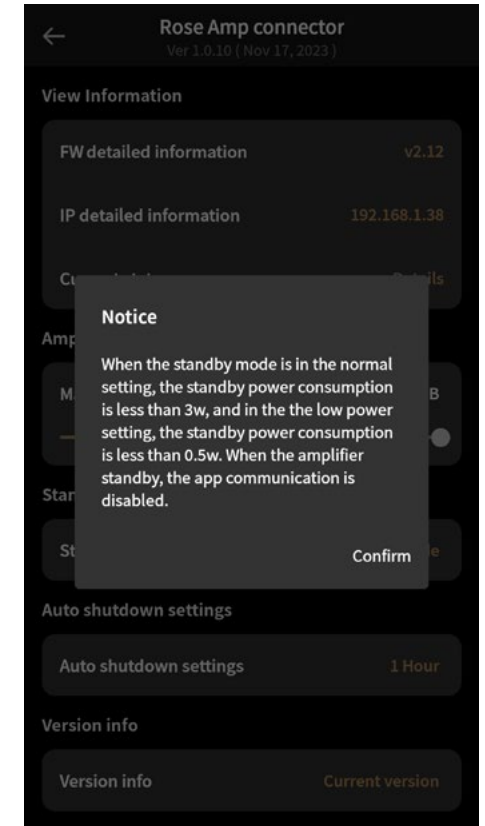 Rose Amp connector
Ver 1.0.10 ( Nov 17, 2023 )
View Information
FW detailed information v2.12
IP detailed information 192.168.1.38
Notice
Amp
When the standby mode is in the normal
setting, the standby power consumption
is less than 3w, and in the the low power
setting, the standby power consumption
is less than 0.5w. When the amplifier
standby, the app communication is
disabled.
Confirm
Auto shutdown settings
Auto shutdown settings 1 Hour
Version info
Version info Current version